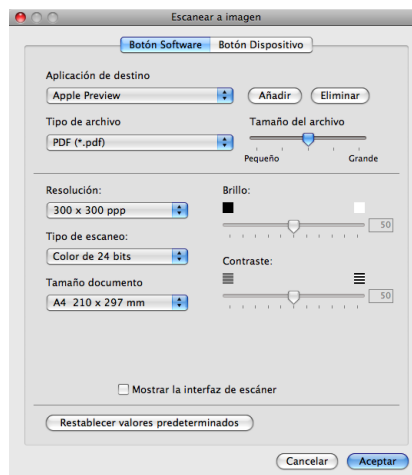 Escanear a imagen
Botón Software Botón Dispositivo
Aplicación de destino
Apple Preview Añadir Eliminar
Tipo de archivo Tamaño del archivo
PDF (*.pdf)
Pequeño Grande
Resolución: Brillo:
300 x 300 ppp
50
Tipo de escaneo:
Color de 24 bits
Contraste:
Tamaño documento
A4 210 x 297 mm 50
Mostrar la interfaz de escáner
Restablecer valores predeterminados
Cancelar Aceptar